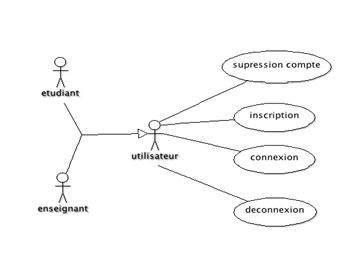 supression compte
etudiant
inscription
utilisateur
connexion
enseignant
deconnexion